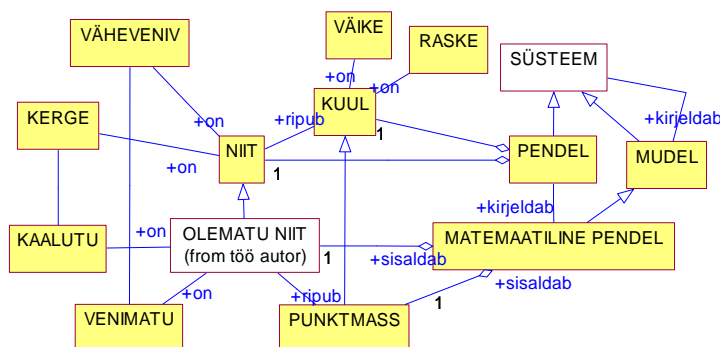 VÄHEVENIV
VÄIKE
RASKE
SÜSTEEM
KERGE
+on
+on
KUUL
+on
+ripub
1
+kirjeldab
NIIT
+on
1
PENDEL
MUDEL
KAALUTU
+on
OLEMATU NIIT
(from töö autor)
1
+kirjeldab
MATEMAATILINE PENDEL
+sisaldab
+sisaldab
VENIMATU
+on
+ripub
PUNKTMASS
1